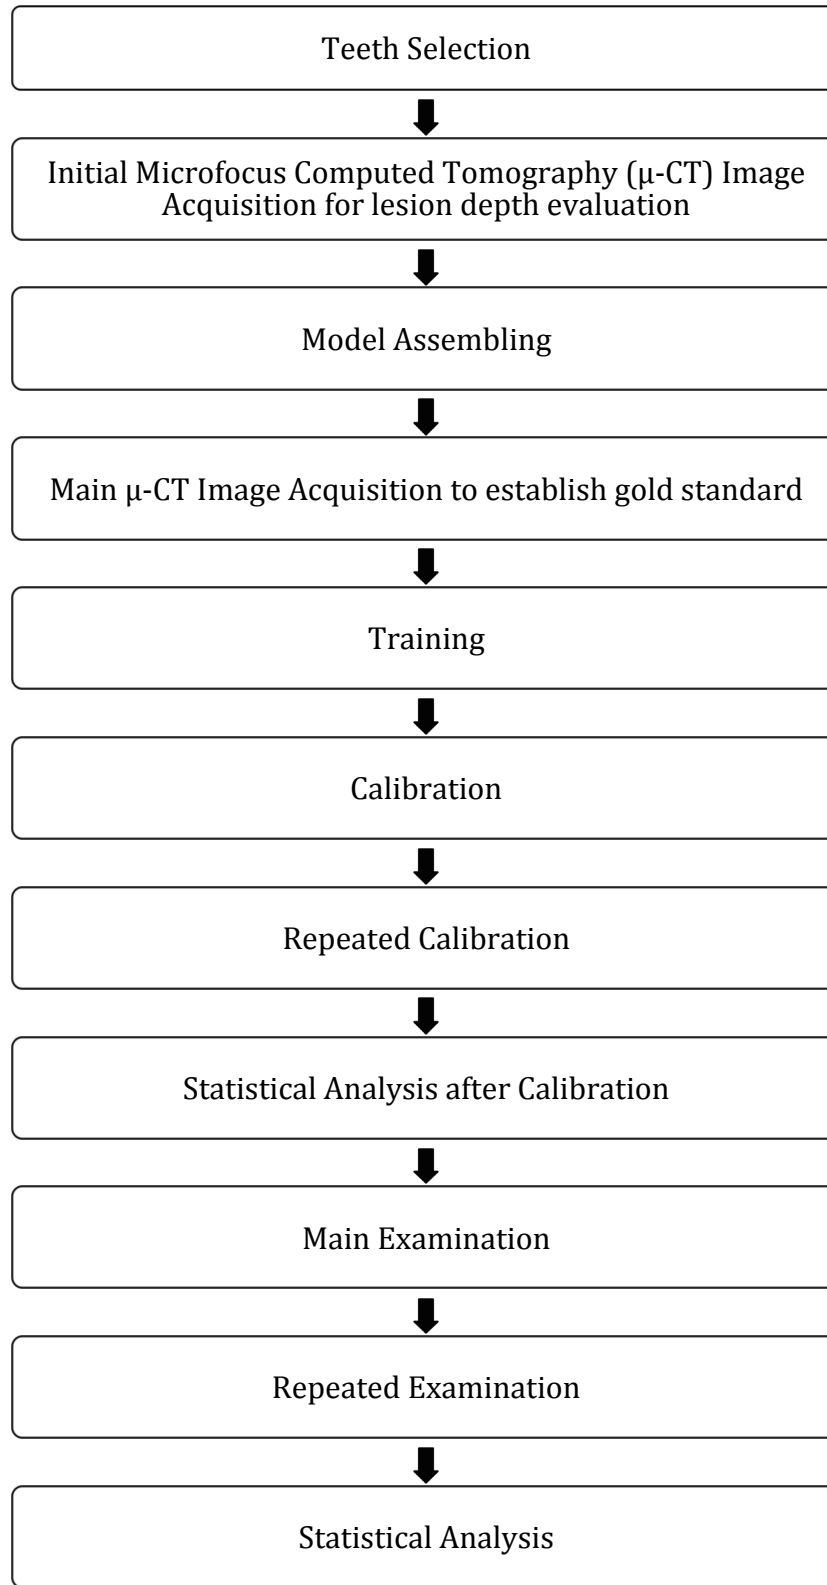 Teeth Selection
Initial Microfocus Computed Tomography (μ-CT) Image
Acquisition for lesion depth evaluation
Model Assembling
Main μ-CT Image Acquisition to establish gold standard
Training
Calibration
Repeated Calibration
Statistical Analysis after Calibration
Main Examination
Repeated Examination
Statistical Analysis